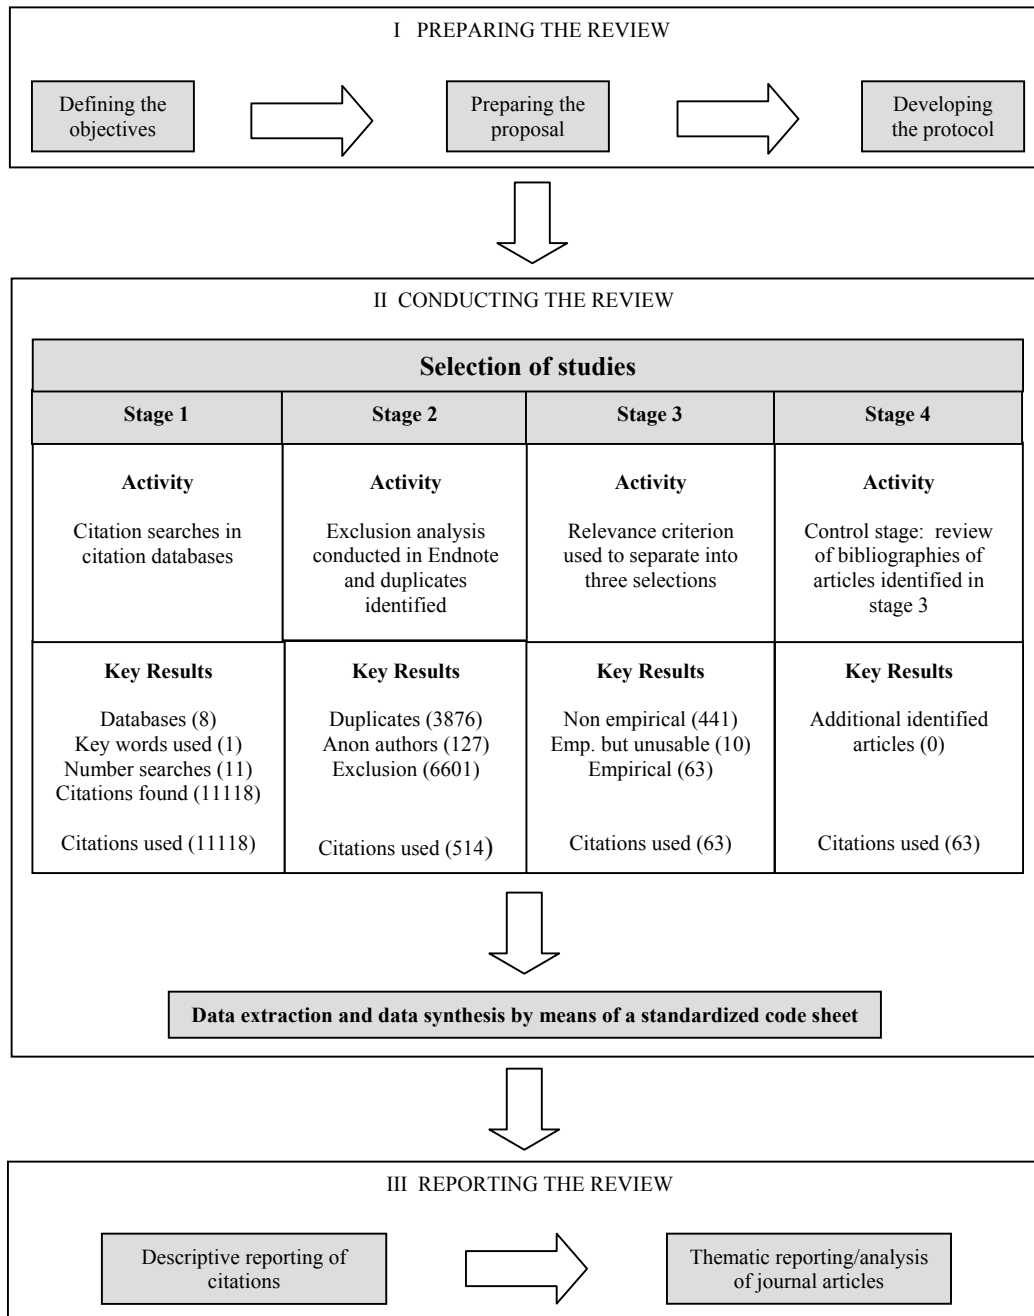 I PREPARING THE REVIEW
Defining the
objectives
Preparing the
proposal
Developing
the protocol
II CONDUCTING THE REVIEW
Selection of studies
Stage 1
Stage 2
Stage 3
Stage 4
Activity
Citation searches in
citation databases
Activity
Exclusion analysis
conducted in Endnote
and duplicates
identified
Activity
Relevance criterion
used to separate into
three selections
Activity
Control stage: review
of bibliographies of
articles identified in
stage 3
Key Results
Databases (8)
Key words used (1)
Number searches (11)
Citations found (11118)
Citations used (11118)
Key Results
Duplicates (3876)
Anon authors (127)
Exclusion (6601)
Citations used (514)
Key Results
Non empirical (441)
Emp. but unusable (10)
Empirical (63)
Citations used (63)
Key Results
Additional identified
articles (0)
Citations used (63)
Data extraction and data synthesis by means of a standardized code sheet
III REPORTING THE REVIEW
Descriptive reporting of
citations
Thematic reporting/analysis
of journal articles